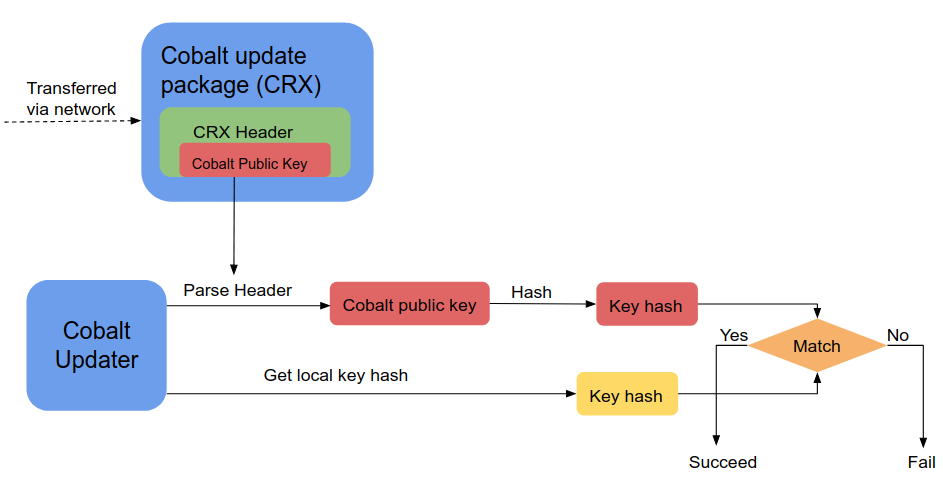 Cobalt update
package (CRX)
Transferred
via network
CRX Header
Cobalt Public Key
Parse Header
Cobalt public key
Hash
Key hash
Cobalt
Updater
Yes
Match
No
Get local key hash
Key hash
Succeed
Fail